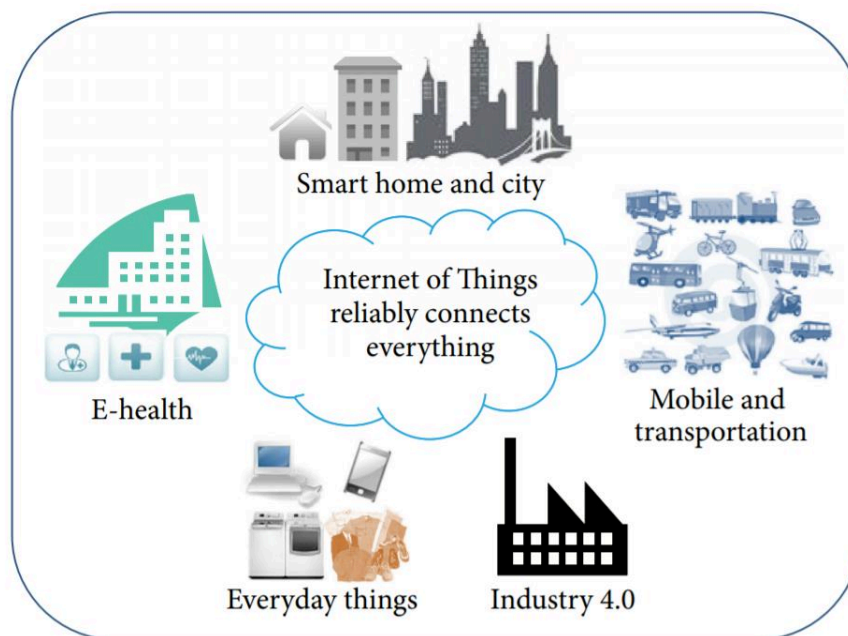 Smart home and city
Internet of Things
reliably connects
everything
E-health
Mobile and
transportation
Everyday things
Industry 4.0